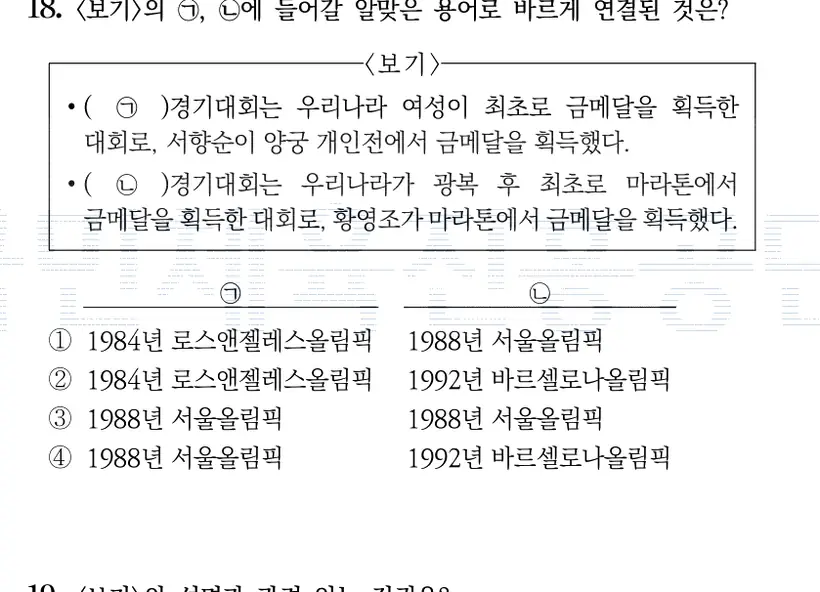 18. 〈보기〉의 ㉠, ㉡에 들어갈 알맞은 용어로 바르게 연결된 것은?
〈보기〉
• ( ㉠ )경기대회는 우리나라 여성이 최초로 금메달을 획득한
대회로, 서향순이 양궁 개인전에서 금메달을 획득했다.
• ( ㉡ )경기대회는 우리나라가 광복 후 최초로 마라톤에서
금메달을 획득한 대회로, 황영조가 마라톤에서 금메달을 획득했다.
㉠ ㉡
① 1984년 로스앤젤레스올림픽 1988년 서울올림픽
② 1984년 로스앤젤레스올림픽 1992년 바르셀로나올림픽
③ 1988년 서울올림픽 1988년 서울올림픽
④ 1988년 서울올림픽 1992년 바르셀로나올림픽